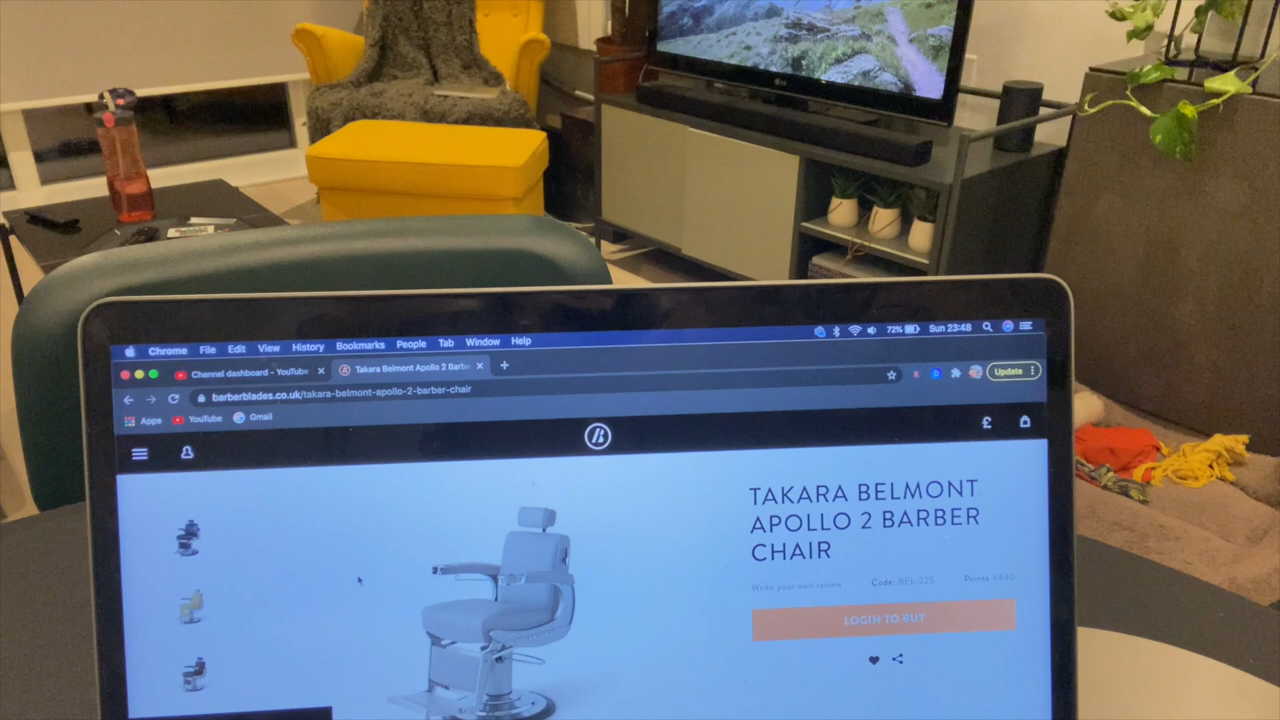 LG
Chrome File Edit View History Bookmarks People Tab Window Help 72% Sun 23:48
Channel dashboard - YouTube Takara Belmont Apollo 2 Barbe
barberblades.co.uk/takara-belmont-apollo-2-barber-chair Update
Apps YouTube Gmail
£
TAKARA BELMONT
APOLLO 2 BARBER
CHAIR
Write your own review Code: BEL-225 Points 4440
LOGIN TO BUY